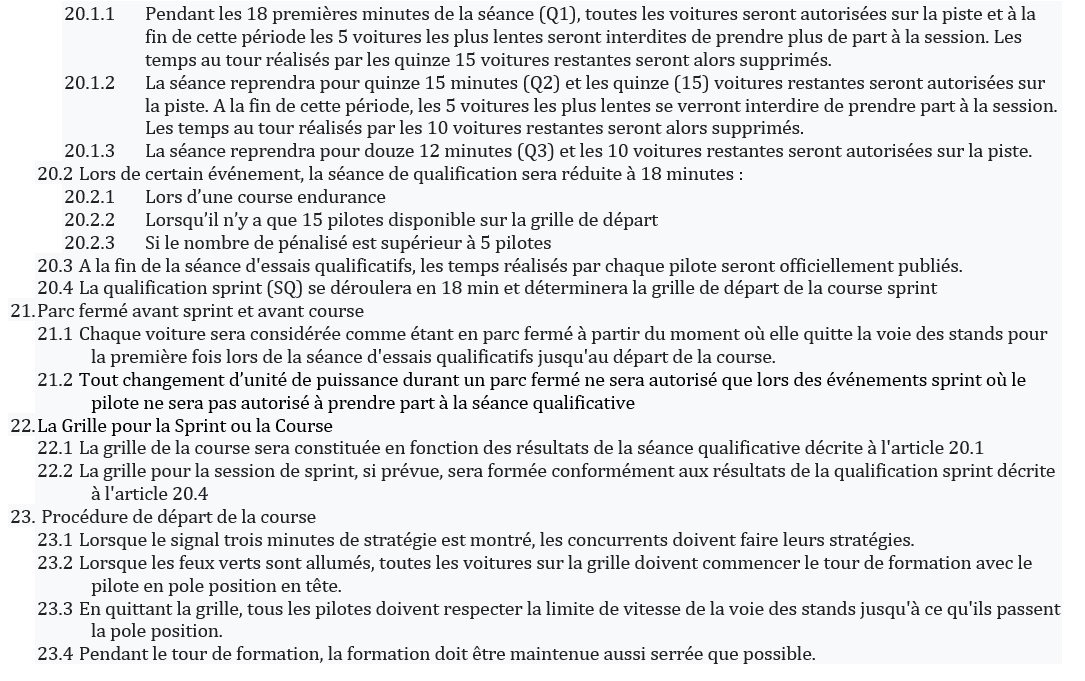 20.1.1 Pendant les 18 premières minutes de la séance (Q1), toutes les voitures seront autorisées sur la piste et à la
fin de cette période les 5 voitures les plus lentes seront interdites de prendre plus de part à la session. Les
temps au tour réalisés par les quinze 15 voitures restantes seront alors supprimés.
20.1.2 La séance reprendra pour quinze 15 minutes (Q2) et les quinze (15) voitures restantes seront autorisées sur
la piste. A la fin de cette période, les 5 voitures les plus lentes se verront interdire de prendre part à la session.
Les temps au tour réalisés par les 10 voitures restantes seront alors supprimés.
20.1.3 La séance reprendra pour douze 12 minutes (Q3) et les 10 voitures restantes seront autorisées sur la piste.
20.2 Lors de certain événement, la séance de qualification sera réduite à 18 minutes :
20.2.1 Lors d’une course endurance
20.2.2 Lorsqu’il n’y a que 15 pilotes disponible sur la grille de départ
20.2.3 Si le nombre de pénalisé est supérieur à 5 pilotes
20.3 A la fin de la séance d'essais qualificatifs, les temps réalisés par chaque pilote seront officiellement publiés.
20.4 La qualification sprint (SQ) se déroulera en 18 min et déterminera la grille de départ de la course sprint
21. Parc fermé avant sprint et avant course
21.1 Chaque voiture sera considérée comme étant en parc fermé à partir du moment où elle quitte la voie des stands pour
la première fois lors de la séance d'essais qualificatifs jusqu'au départ de la course.
21.2 Tout changement d’unité de puissance durant un parc fermé ne sera autorisé que lors des événements sprint où le
pilote ne sera pas autorisé à prendre part à la séance qualificative
22. La Grille pour la Sprint ou la Course
22.1 La grille de la course sera constituée en fonction des résultats de la séance qualificative décrite à l'article 20.1
22.2 La grille pour la session de sprint, si prévue, sera formée conformément aux résultats de la qualification sprint décrite
à l'article 20.4
23. Procédure de départ de la course
23.1 Lorsque le signal trois minutes de stratégie est montré, les concurrents doivent faire leurs stratégies.
23.2 Lorsque les feux verts sont allumés, toutes les voitures sur la grille doivent commencer le tour de formation avec le
pilote en pole position en tête.
23.3 En quittant la grille, tous les pilotes doivent respecter la limite de vitesse de la voie des stands jusqu'à ce qu'ils passent
la pole position.
23.4 Pendant le tour de formation, la formation doit être maintenue aussi serrée que possible.